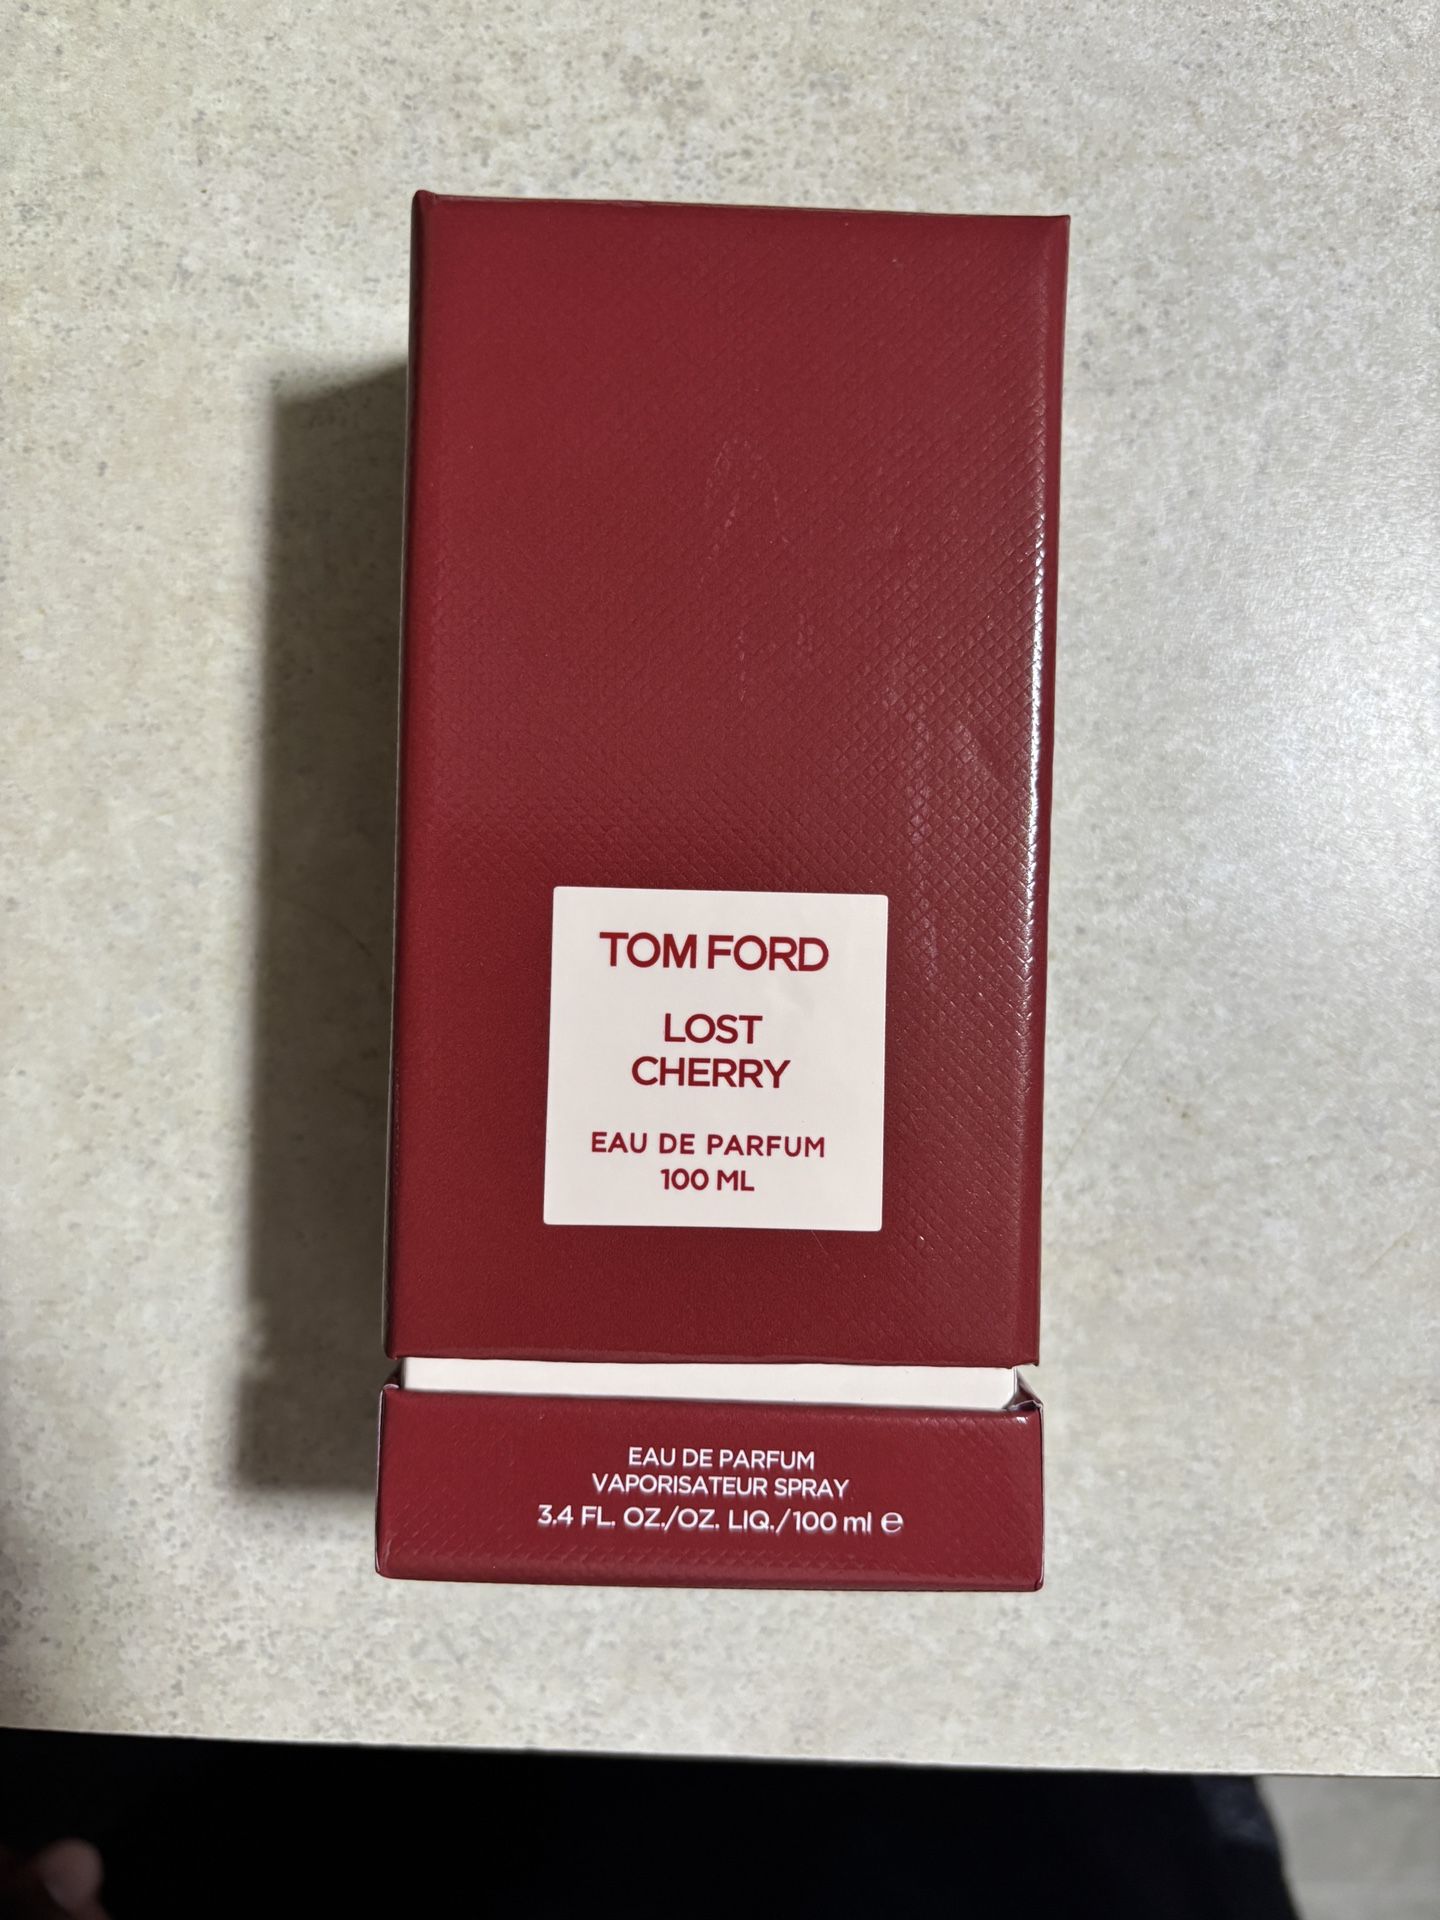 TOM FORD
LOST
CHERRY
EAU DE PARFUM
100 ML
EAU DE PARFUM
VAPORISATEUR SPRAY
3.4 FL. OZ./OZ. LIQ./100 ml ℮